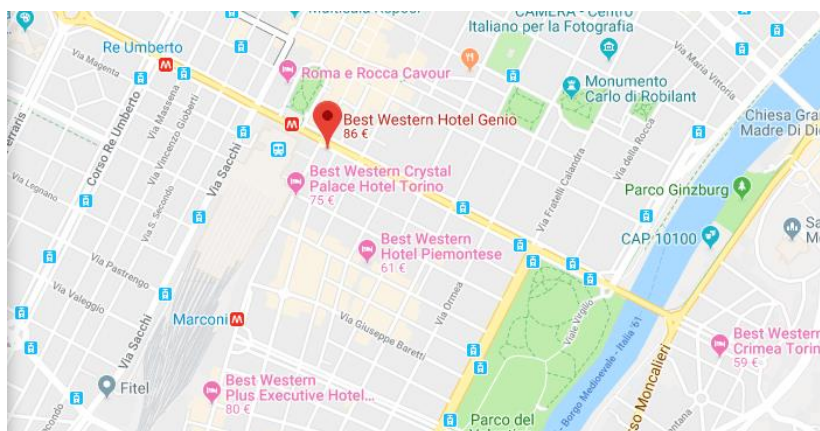 Re Umberto
Via Magenta
Roma e Rocca Cavour
CAMERA - Centro
Italiano per la Fotografia
Via Maria Vittoria
Monumento
Carlo di Robilant
Chiesa Gra
Madre Di Di
Via Massena
Via Vincenzo Gioberti
Corso Re Umberto
Best Western Hotel Genio
86 €
Via della Rocca
Via Fratelli Calandra
Via Legnano
Via Sacchi
Via S. Secondo
Best Western Crystal
Palace Hotel Torino
75 €
Parco Ginzburg
CAP 10100
Best Western
Hotel Piemontese
61 €
Via Pastrengo
Via Valeggio
Via Ormea
Viale Virgilio
Marconi
Via Giuseppe Baretti
Via Sacchi
Borgo Medioevale - Italia '61
Best Western
Crimea Torin
59 €
Fitel
Best Western
Plus Executive Hotel...
80 €
Parco del
so Moncalieri